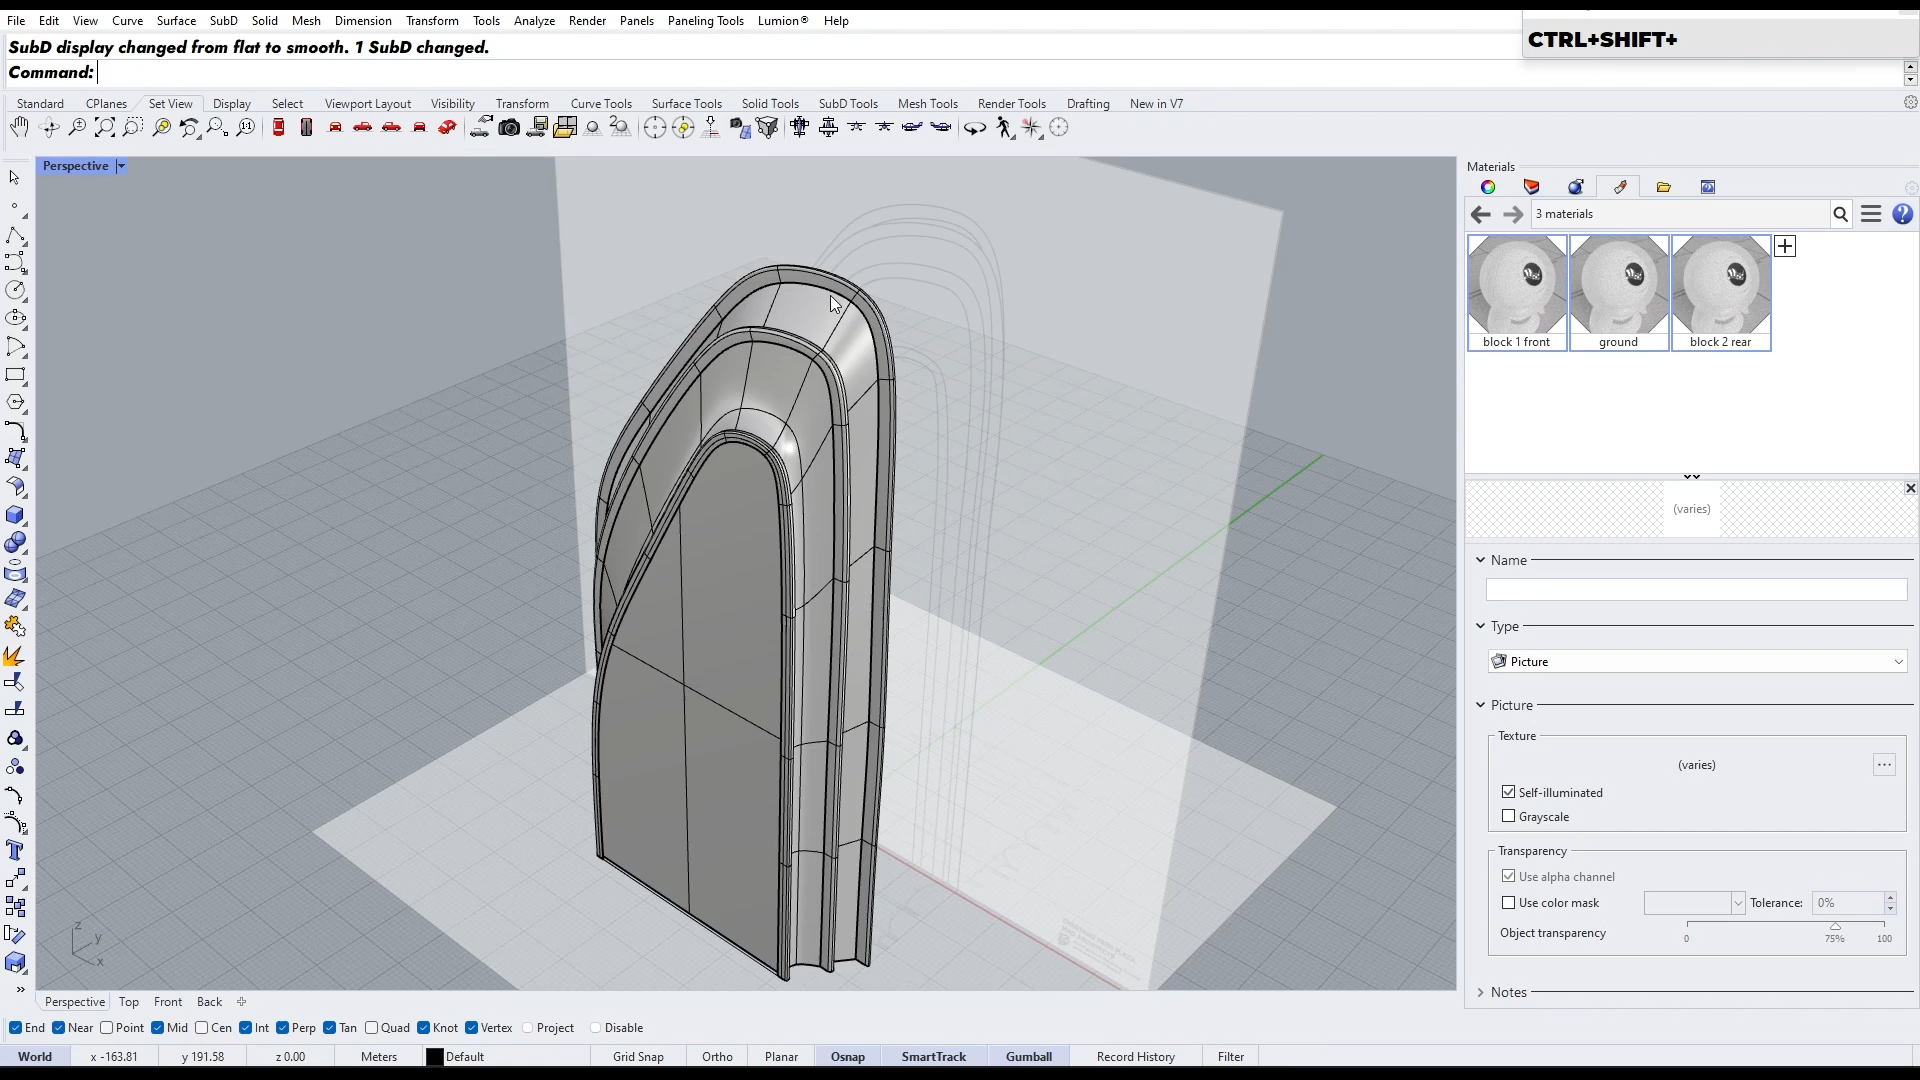 File Edit View Curve Surface SubD Solid Mesh Dimension Transform Tools Analyze Render Panels Paneling Tools Lumion® Help
SubD display changed from flat to smooth. 1 SubD changed.
CTRL+SHIFT+
Command:
Standard CPlanes Set View Display Select Viewport Layout Visibility Transform Curve Tools Surface Tools Solid Tools SubD Tools Mesh Tools Render Tools Drafting New in V7
Perspective
Materials
3 materials
block 1 front ground block 2 rear
(varies)
Name
Type
Picture
Picture
Texture
(varies)
Self-illuminated
Grayscale
Transparency
Use alpha channel
Use color mask Tolerance: 0%
Object transparency
0 75% 100
Notes
z
y
x
Perspective Top Front Back
End Near Point Mid Cen Int Perp Tan Quad Knot Vertex Project Disable
World x -163.81 y 191.58 z 0.00 Meters Default Grid Snap Ortho Planar Osnap SmartTrack Gumball Record History Filter